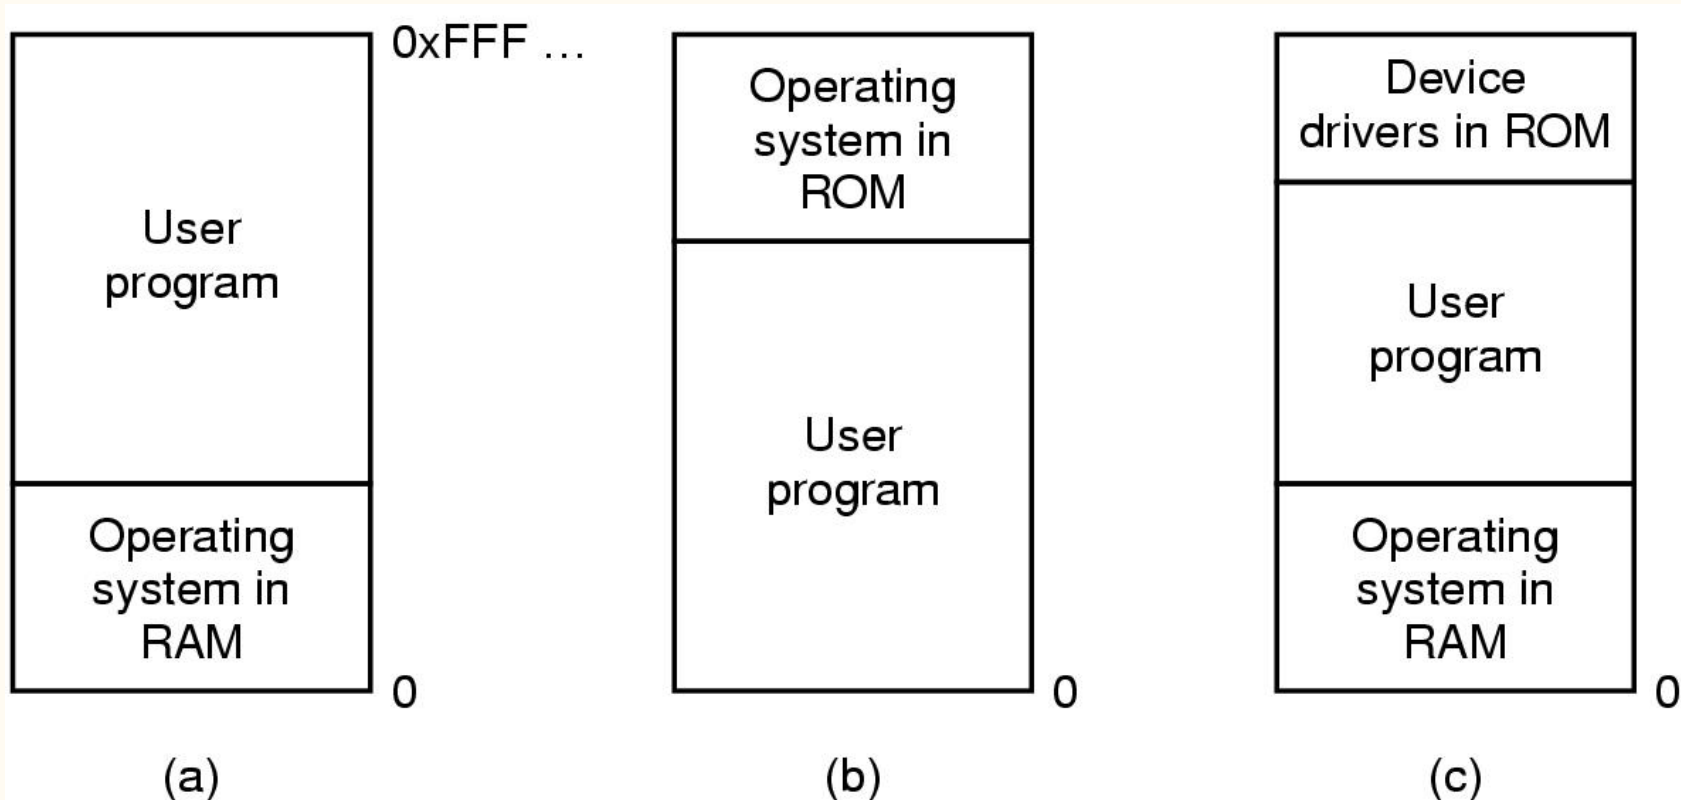 0xFFF ...
User
program
Operating
system in
RAM
0
(a)
Operating
system in
ROM
User
program
0
(b)
Device
drivers in ROM
User
program
Operating
system in
RAM
0
(c)